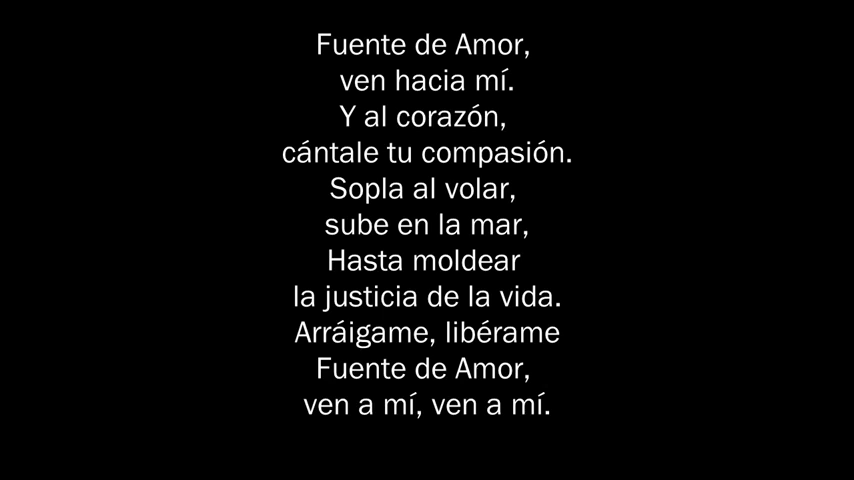 Fuente de Amor,
ven hacia mí.
Y al corazón,
cántale tu compasión.
Sopla al volar,
sube en la mar,
Hasta moldear
la justicia de la vida.
Arráigame, libérame
Fuente de Amor,
ven a mí, ven a mí.